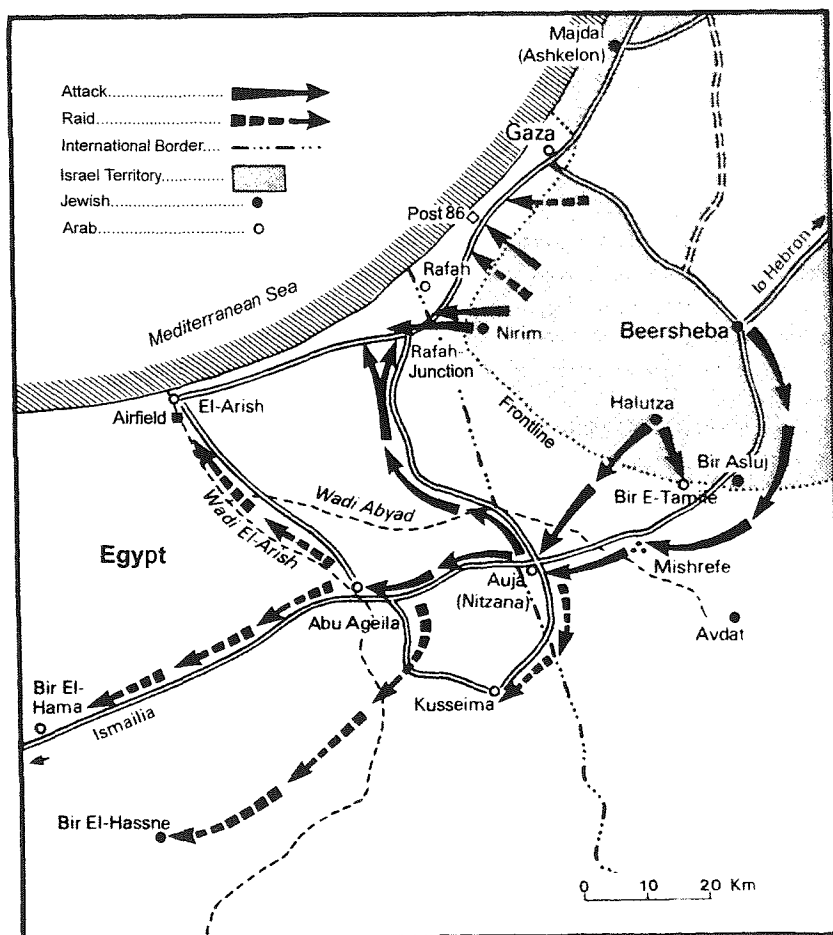 Attack
Raid
International Border
Israel Territory
Jewish
Arab
Majdal
(Ashkelon)
Gaza
Post 86
Rafah
Mediterranean Sea
to Hebron
Beersheba
Nirim
Rafah-
Junction
El-Arish
Airfield
Frontline
Halutza
Bir Asluj
Bir E-Tamile
Wadi Abyad
Wadi El-Arish
Egypt
Auja
(Nitzana)
Mishrefe
Abu Ageila
Avdat
Kusseima
Bir El-
Hama
Ismailia
Bir El-Hassne
0 10 20 Km